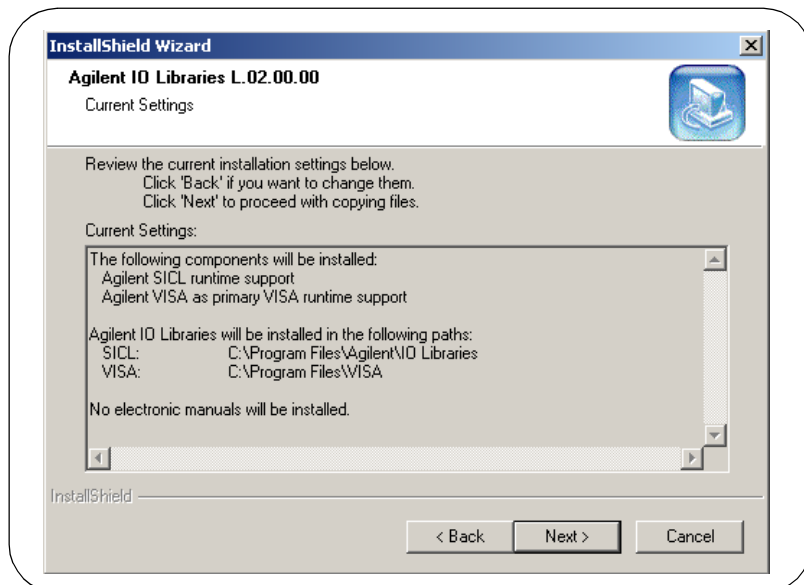 InstallShield Wizard
Agilent IO Libraries L.02.00.00
Current Settings
Review the current installation settings below.
Click 'Back' if you want to change them.
Click 'Next' to proceed with copying files.
Current Settings:
The following components will be installed:
Agilent SICL runtime support
Agilent VISA as primary VISA runtime support
Agilent IO Libraries will be installed in the following paths:
SICL: C:\Program Files\Agilent\IO Libraries
VISA: C:\Program Files\VISA
No electronic manuals will be installed.
InstallShield
< Back Next > Cancel